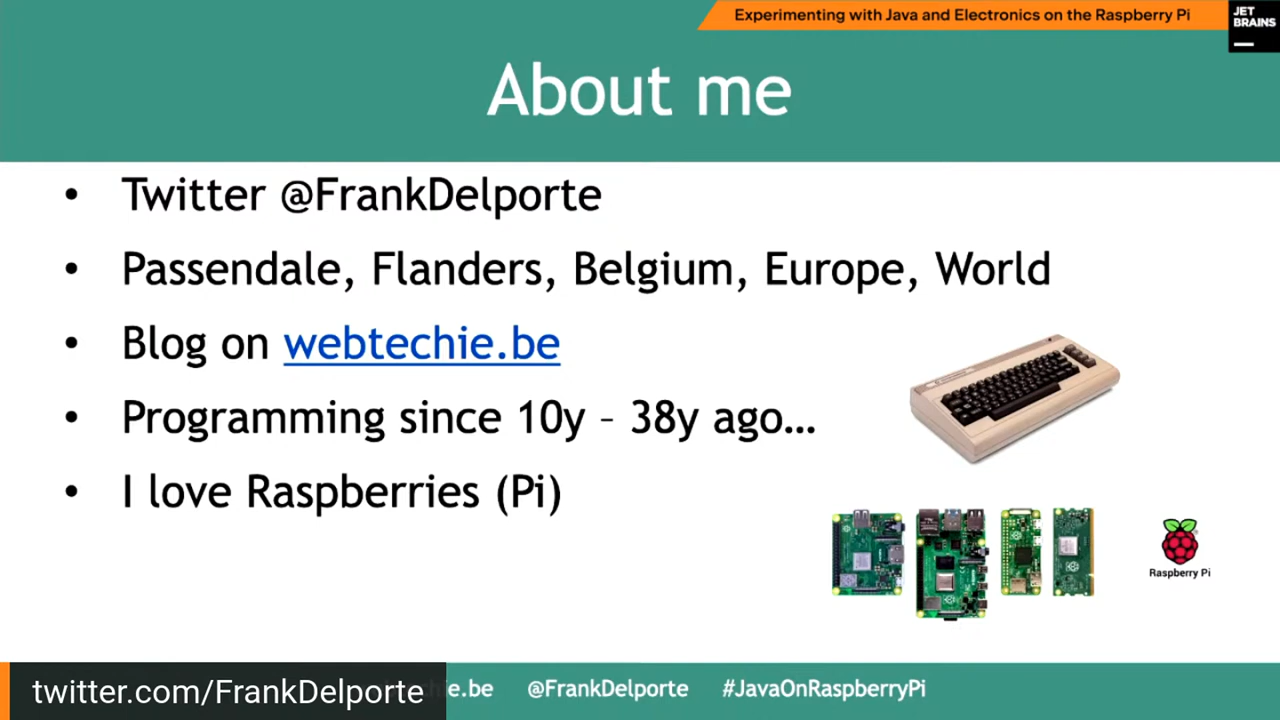 Experimenting with Java and Electronics on the Raspberry Pi
JET
BRAINS
About me
• Twitter @FrankDelporte
• Passendale, Flanders, Belgium, Europe, World
• Blog on webtechie.be
• Programming since 10y – 38y ago…
• I love Raspberries (Pi)
Raspberry Pi
twitter.com/FrankDelporte
ie.be @FrankDelporte #JavaOnRaspberryPi